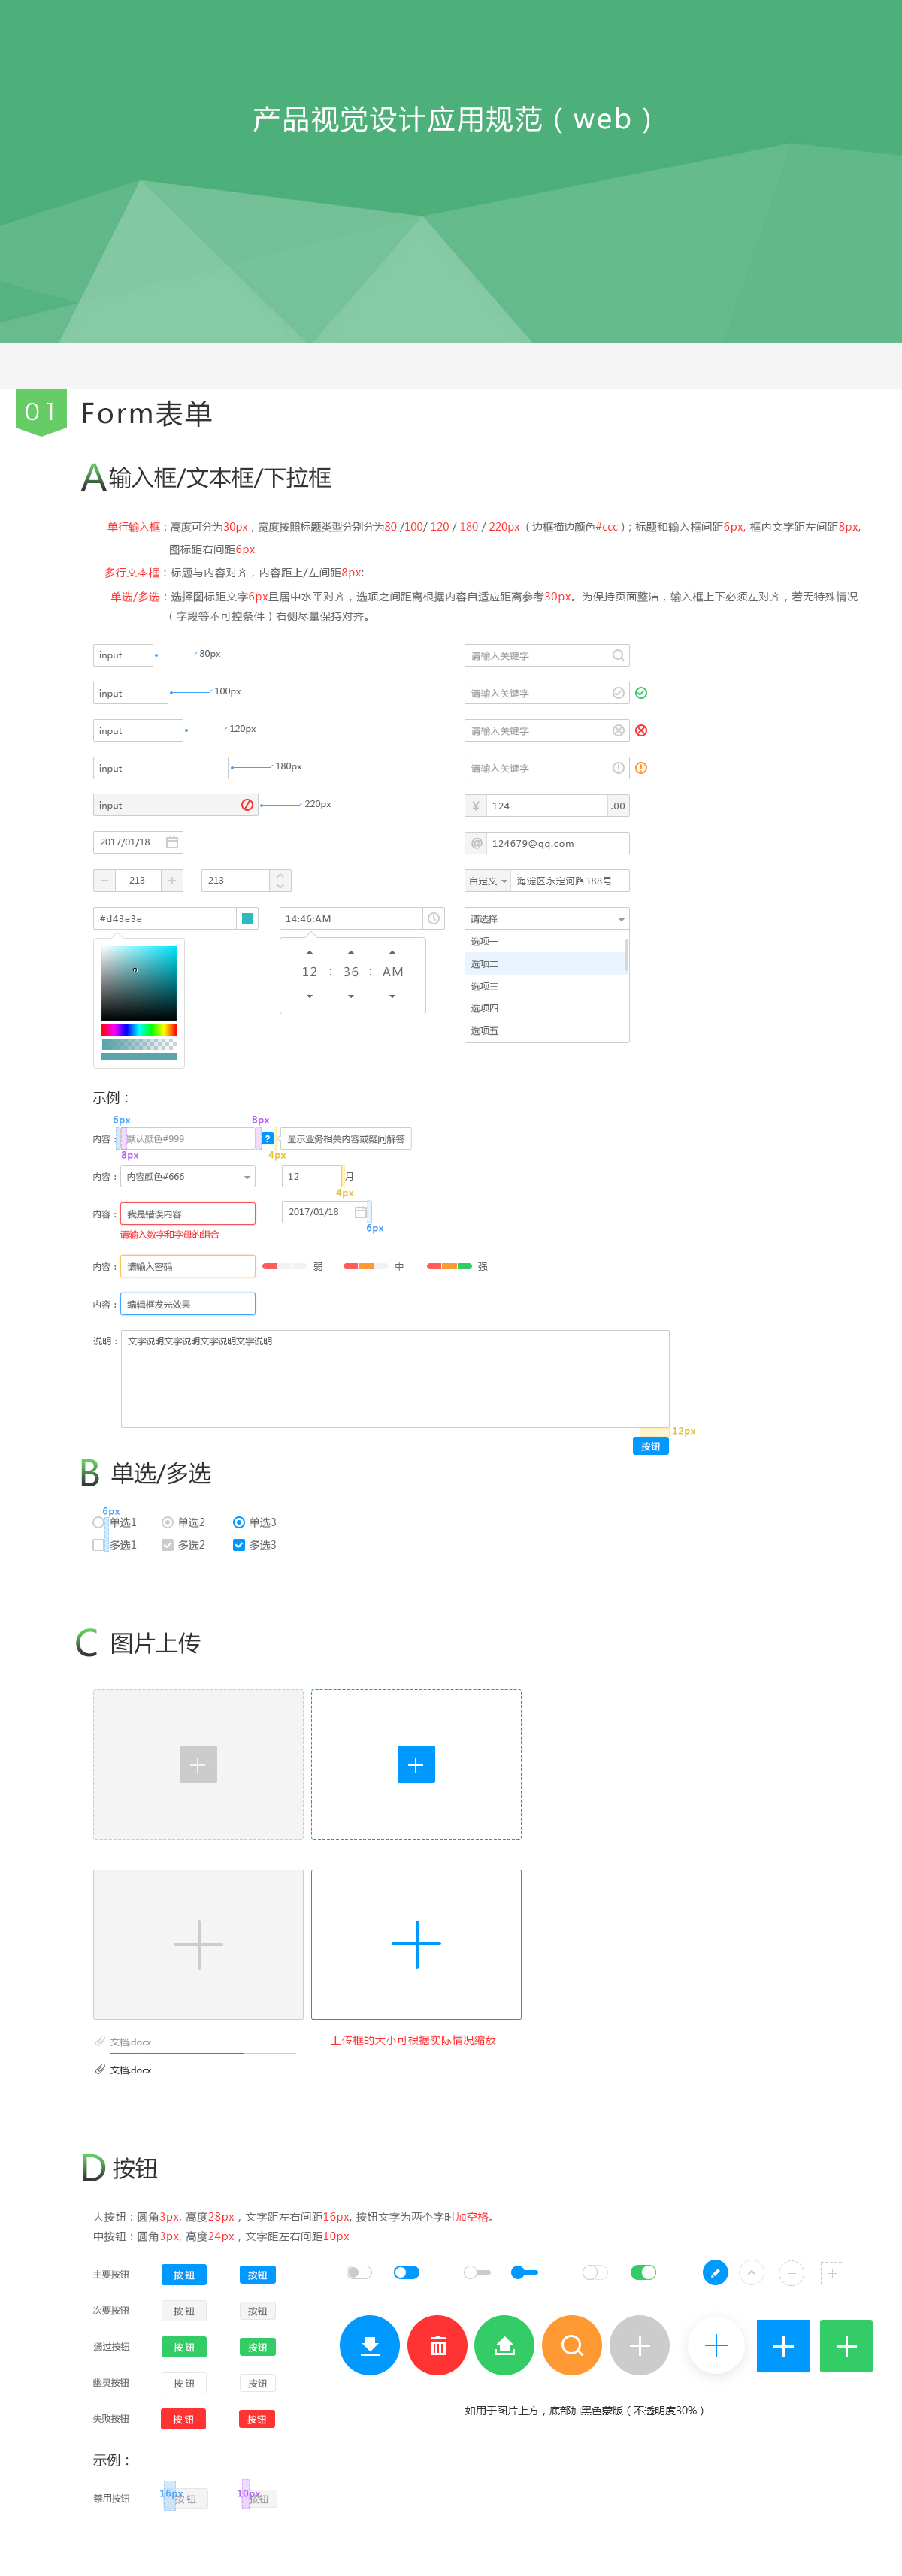 产品视觉设计应用规范（web）
01
Form表单
A 输入框/文本框/下拉框
单行输入框：高度可分为30px，宽度按照标题类型分别分为80 /100/ 120 / 180 / 220px（边框描边颜色#ccc）；标题和输入框间距6px, 框内文字距左间距8px,
图标距右间距6px
多行文本框：标题与内容对齐，内容距上/左间距8px:
单选/多选：选择图标距文字6px且居中水平对齐，选项之间距离根据内容自适应距离参考30px。为保持页面整洁，输入框上下必须左对齐，若无特殊情况
（字段等不可控条件）右侧尽量保持对齐。
input 80px 请输入关键字
input 100px 请输入关键字
input 120px 请输入关键字
input 180px 请输入关键字
input 220px ¥ 124 .00
2017/01/18 @ 124679@qq.com
213 213 自定义 海淀区永定河路388号
#d43e3e 14:46:AM 请选择
选项一
选项二
12 : 36 : AM
选项三
选项四
选项五
示例：
6px 8px
内容： 默认颜色#999 ? 显示业务相关内容或疑问解答
8px 4px
内容： 内容颜色#666 12 月
4px
内容： 我是错误内容 2017/01/18
请输入数字和字母的组合 6px
内容： 请输入密码 弱 中 强
内容： 编辑框发光效果
说明： 文字说明文字说明文字说明文字说明
12px
按钮
B 单选/多选
6px
单选1 单选2 单选3
多选1 多选2 多选3
C 图片上传
文档.docx 上传框的大小可根据实际情况缩放
文档.docx
D 按钮
大按钮：圆角3px, 高度28px，文字距左右间距16px, 按钮文字为两个字时加空格。
中按钮：圆角3px, 高度24px，文字距左右间距10px
主要按钮 按 钮 按钮
次要按钮 按 钮 按钮
通过按钮 按 钮 按钮
幽灵按钮 按 钮 按钮
失败按钮 按 钮 按钮
如用于图片上方，底部加黑色蒙版（不透明度30%）
示例：
禁用按钮 16px 按 钮 10px 按钮